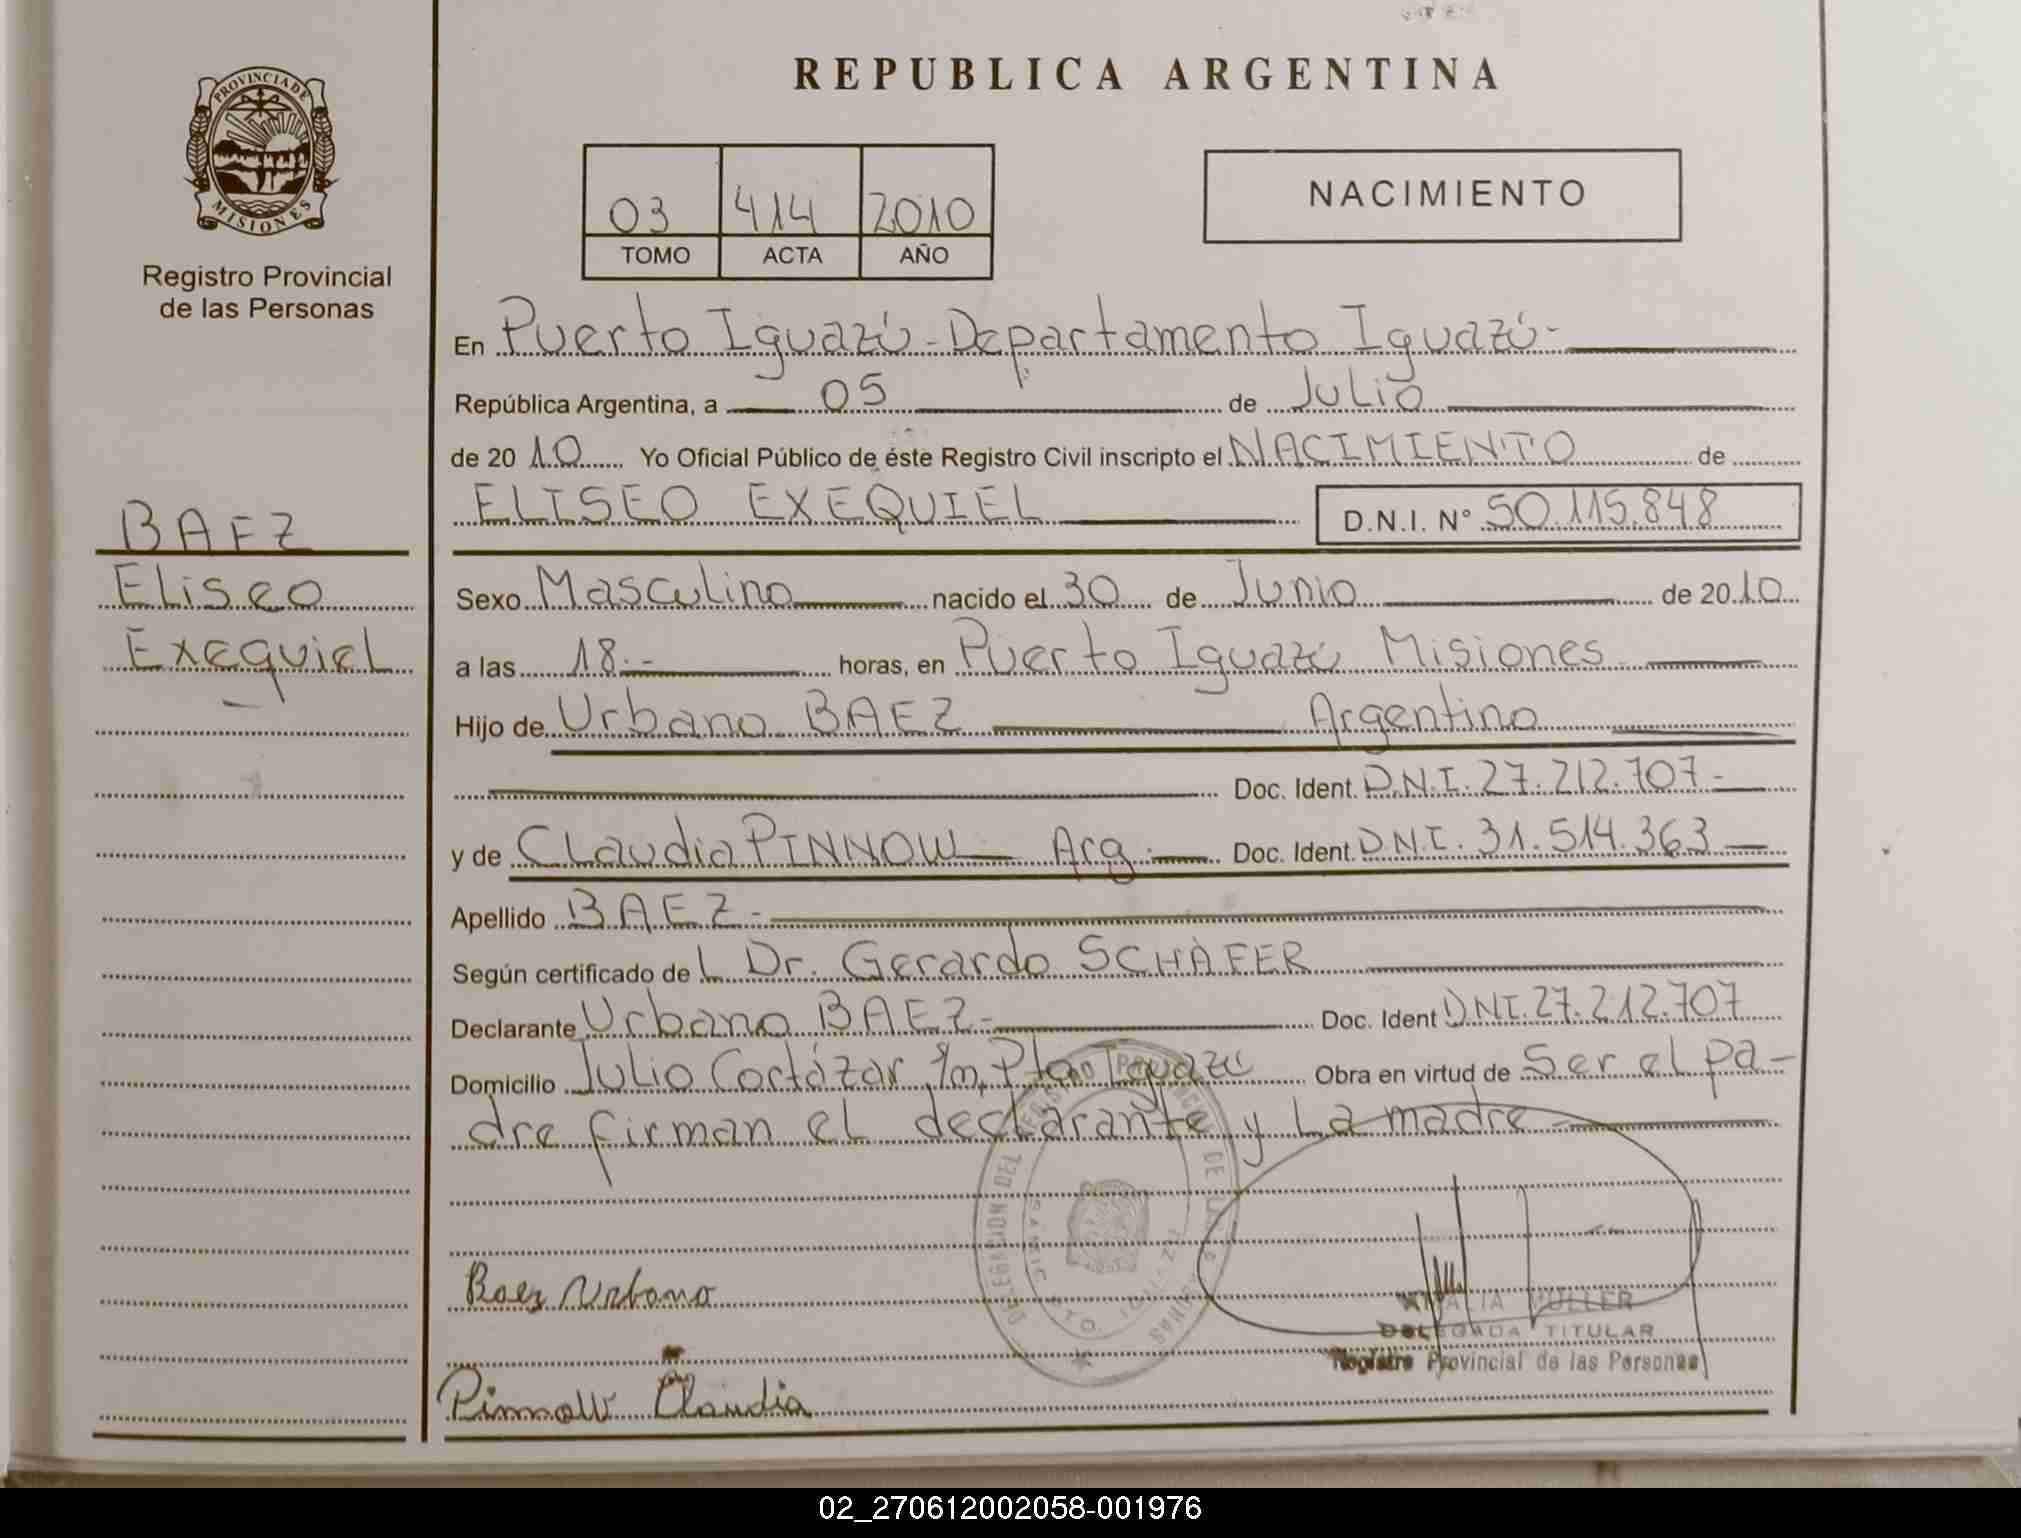 REPUBLICA ARGENTINA
PROVINCIA DE
MISIONES
Registro Provincial
de las Personas
03 414 2010
TOMO ACTA AÑO
NACIMIENTO
En Puerto Iguazú - Departamento Iguazú -
República Argentina, a 05 de Julio
de 2010 Yo Oficial Público de éste Registro Civil inscripto el NACIMIENTO de
ELISEO EXEQUIEL D.N.I. N° 50.115.848
BAEZ
Eliseo
Exequiel
Sexo Masculino nacido el 30 de Junio de 2010
a las 18.- horas, en Puerto Iguazú Misiones
Hijo de Urbano BAEZ Argentino
Doc. Ident. D.N.I. 27.212.707 -
y de Claudia PINNOW Arg. Doc. Ident. D.N.I. 31.514.363
Apellido BAEZ -
Según certificado de L Dr. Gerardo SCHAFER
Declarante Urbano BAEZ - Doc. Ident DNI. 27.212.707
Domicilio Julio Cortázar s/n, Pto Iguazú Obra en virtud de Ser el pa-
dre firman el declarante y La madre
Baez Urbano
MULLER
DELEGADA TITULAR
Registro Provincial de las Personas
Pinnow Claudia
02_270612002058-001976